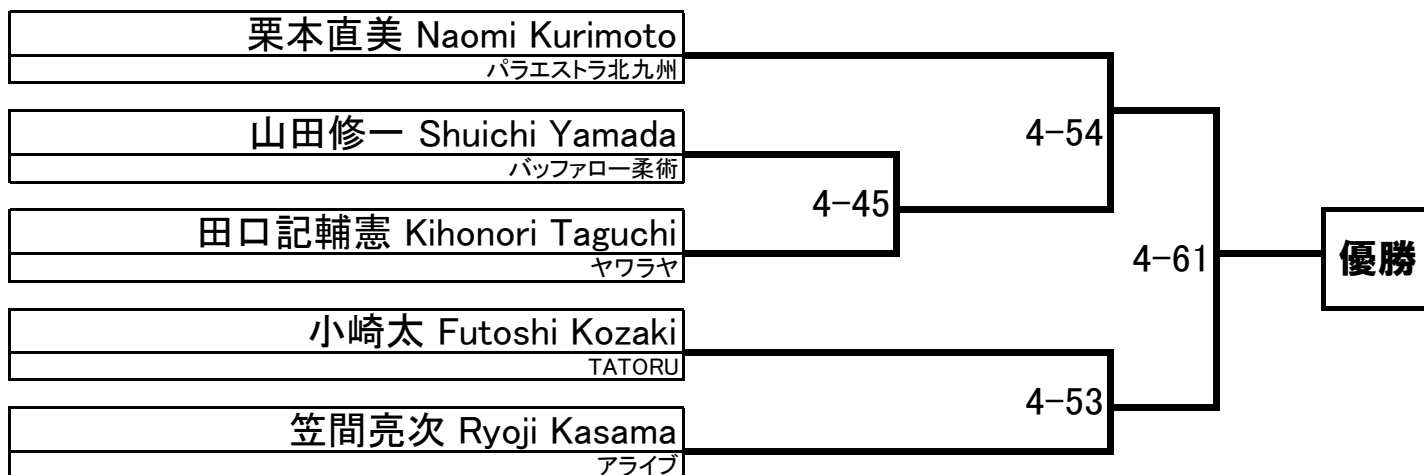 栗本直美 Naomi Kurimoto
パラエストラ北九州
山田修一 Shuichi Yamada
バッファロー柔術
4-54
4-45
田口記輔憲 Kihonori Taguchi
ヤワラヤ
4-61
優勝
小崎太 Futoshi Kozaki
TATORU
4-53
笠間亮次 Ryoji Kasama
アライブ